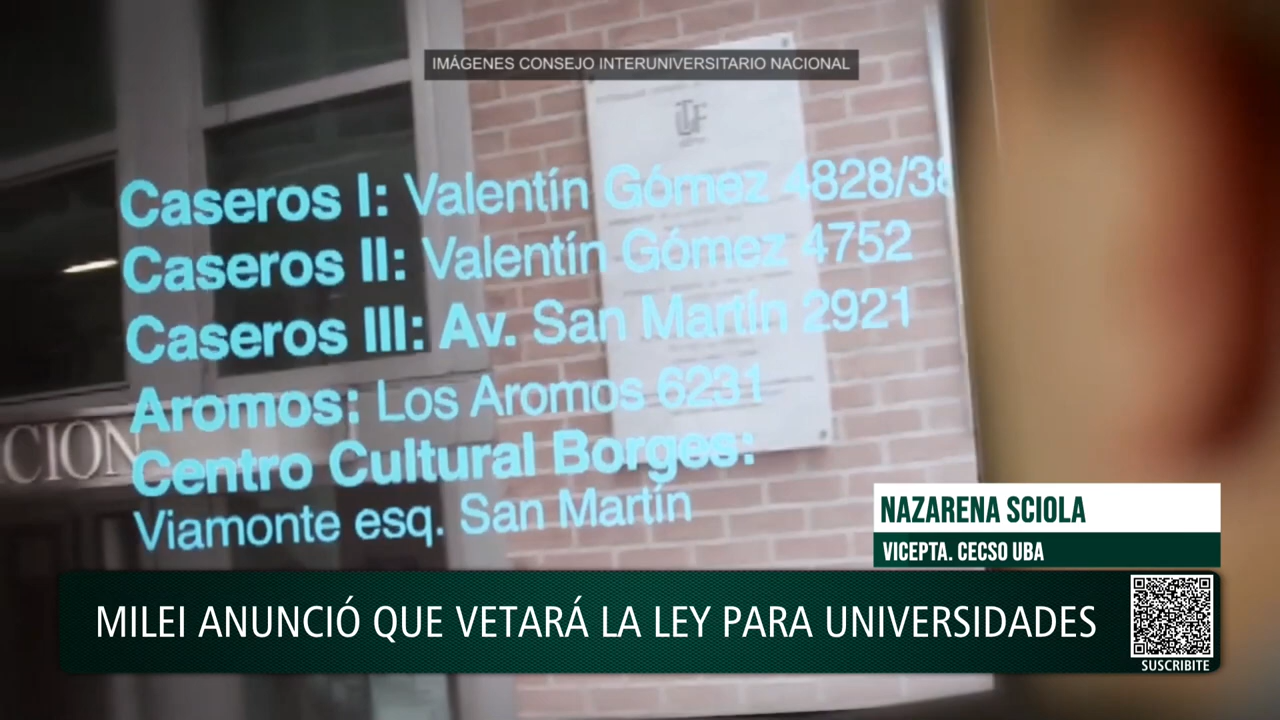 IMÁGENES CONSEJO INTERUNIVERSITARIO NACIONAL
Caseros I: Valentín Gómez 4828/38
Caseros II: Valentín Gómez 4752
Caseros III: Av. San Martín 2921
Aromos: Los Aromos 6231
Centro Cultural Borges:
Viamonte esq. San Martín
CION
NAZARENA SCIOLA
VICEPTA. CECSO UBA
MILEI ANUNCIÓ QUE VETARÁ LA LEY PARA UNIVERSIDADES
SUSCRIBITE